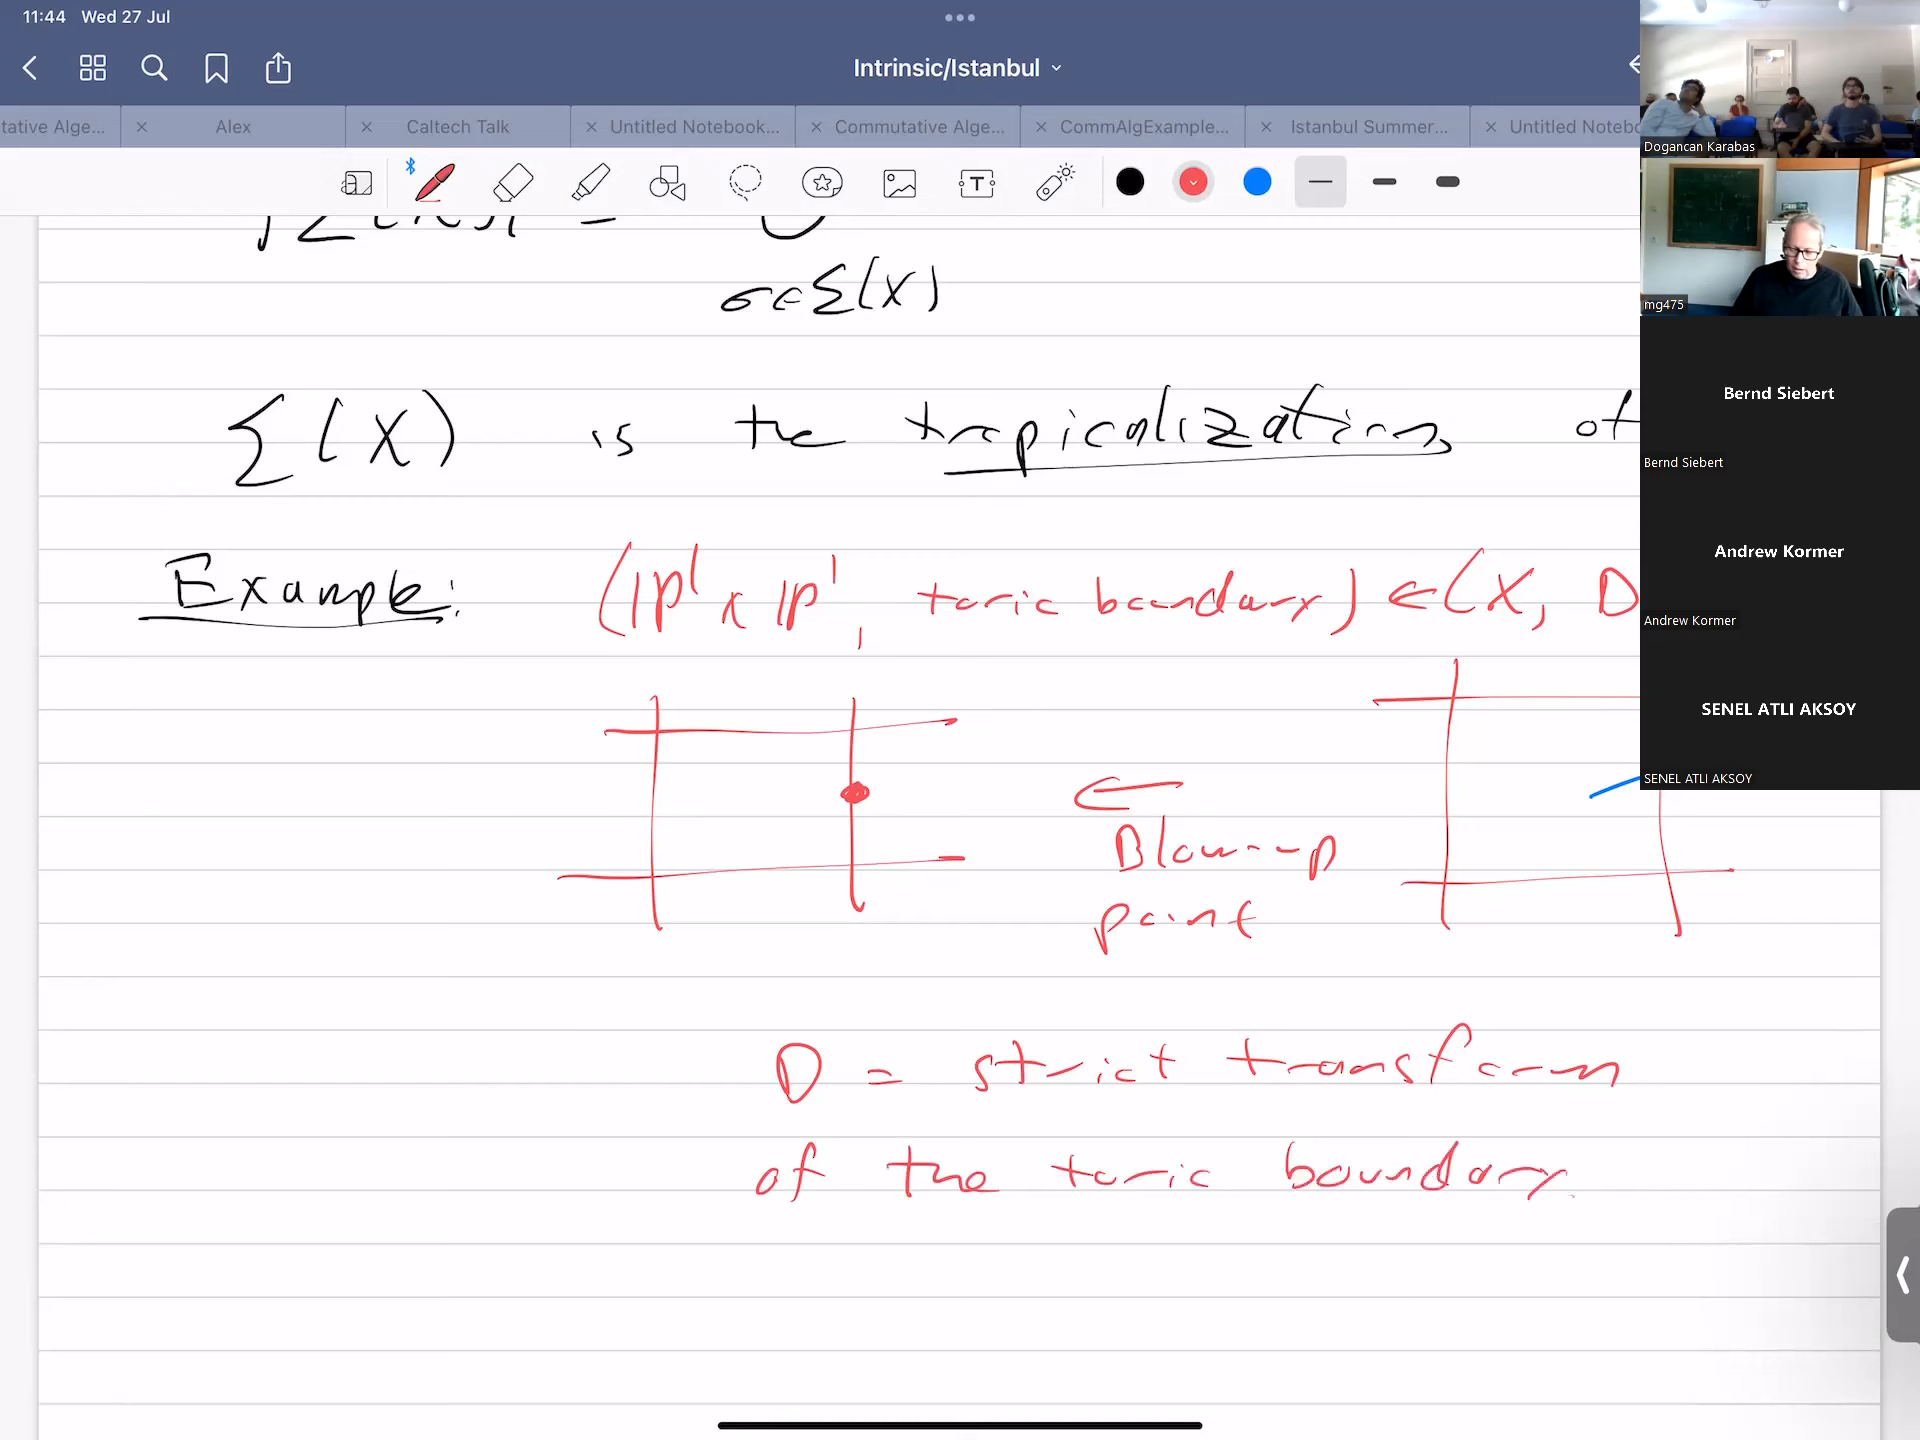 11:44 Wed 27 Jul
Intrinsic/Istanbul
tative Alge...
Alex
Caltech Talk
Untitled Notebook...
Commutative Alge...
CommAlgExample...
Istanbul Summer...
Untitled Notebo
Dogancan Karabas
mg475
Bernd Siebert
Bernd Siebert
Andrew Kormer
Andrew Kormer
SENEL ATLI AKSOY
SENEL ATLI AKSOY
σ∈Σ(X)
Σ(X) is the tropicalization of
Example: (ℙ¹ × ℙ¹, toric boundary) ← (X, D
← Blow-up
point
D = strict transform
of the toric boundary.